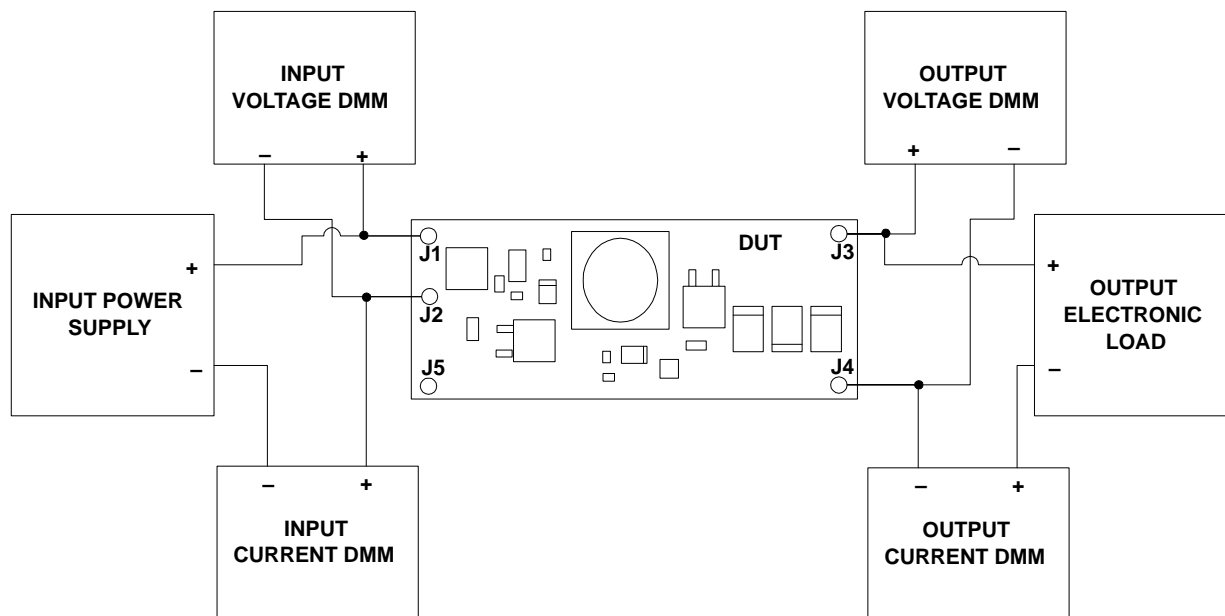 INPUT
VOLTAGE DMM
– +
OUTPUT
VOLTAGE DMM
+ –
INPUT POWER
SUPPLY
+
–
DUT
J1
J2
J5
J3
J4
OUTPUT
ELECTRONIC
LOAD
+
–
– +
INPUT
CURRENT DMM
– +
OUTPUT
CURRENT DMM